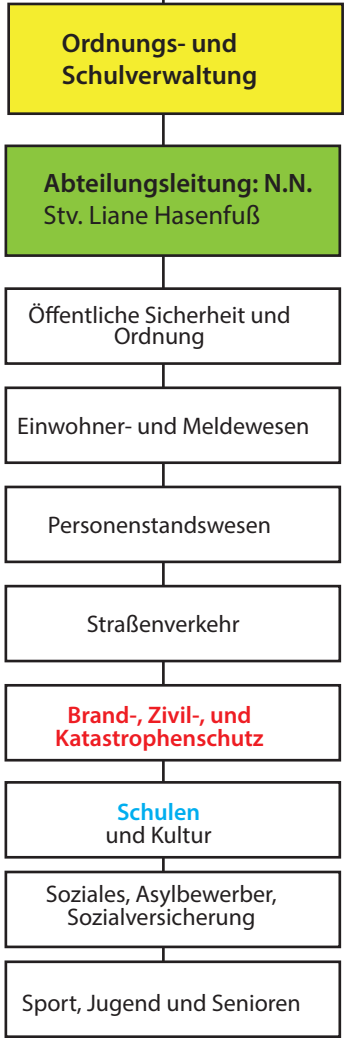 Ordnungs- und
Schulverwaltung
Abteilungsleitung: N.N.
Stv. Liane Hasenfuß
Öffentliche Sicherheit und
Ordnung
Einwohner- und Meldewesen
Personenstandswesen
Straßenverkehr
Brand-, Zivil-, und
Katastrophenschutz
Schulen
und Kultur
Soziales, Asylbewerber,
Sozialversicherung
Sport, Jugend und Senioren